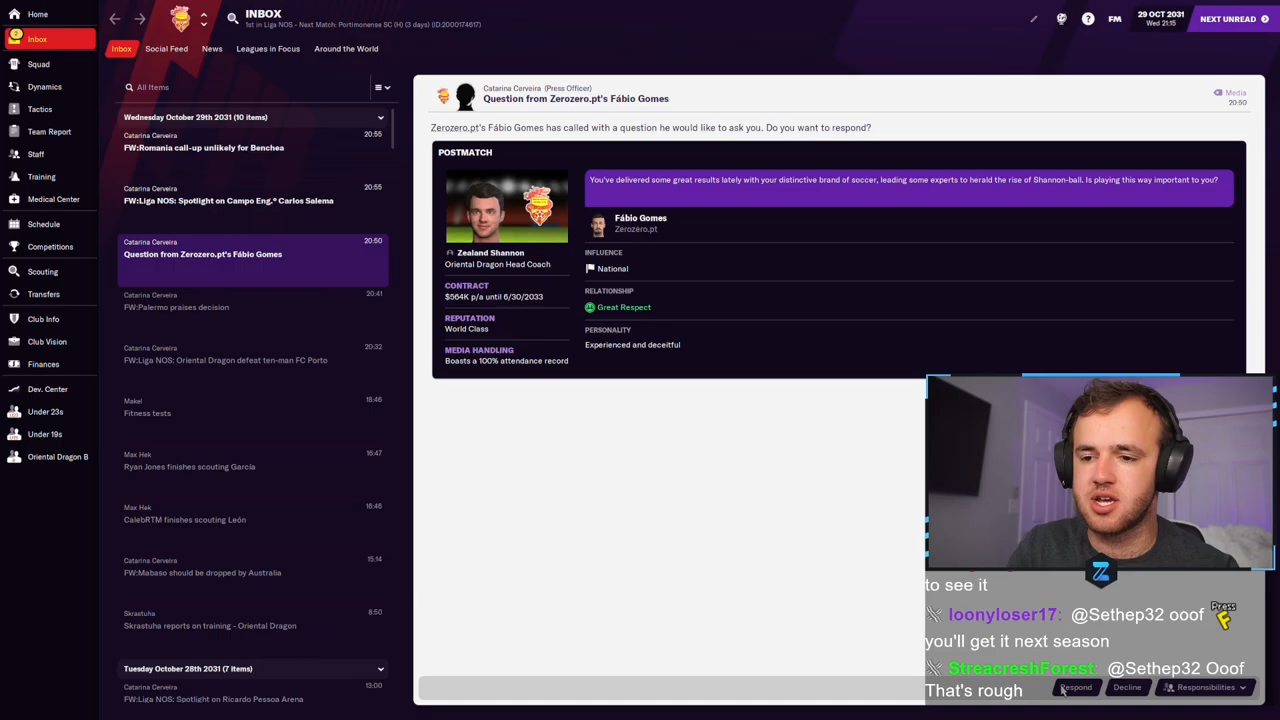 Home
INBOX
1st in Liga NOS - Next Match: Portimonense SC (H) (3 days) (ID:2000174617)
FM
29 OCT 2031
Wed 21:15
NEXT UNREAD
Inbox
Squad
Dynamics
Tactics
Team Report
Staff
Training
Medical Center
Schedule
Competitions
Scouting
Transfers
Club Info
Club Vision
Finances
Dev. Center
Under 23s
Under 19s
Oriental Dragon B
Inbox
Social Feed
News
Leagues in Focus
Around the World
All Items
Wednesday October 29th 2031 (10 items)
Catarina Cerveira
20:55
FW:Romania call-up unlikely for Benchea
Catarina Cerveira
20:55
FW:Liga NOS: Spotlight on Campo Eng.º Carlos Salema
Catarina Cerveira
20:50
Question from Zerozero.pt's Fábio Gomes
Catarina Cerveira
20:41
FW:Palermo praises decision
Catarina Cerveira
20:32
FW:Liga NOS: Oriental Dragon defeat ten-man FC Porto
Makel
18:46
Fitness tests
Max Hek
16:47
Ryan Jones finishes scouting García
Max Hek
16:46
CalebRTM finishes scouting León
Catarina Cerveira
15:14
FW:Mabaso should be dropped by Australia
Skrastuha
8:50
Skrastuha reports on training - Oriental Dragon
Tuesday October 28th 2031 (7 items)
Catarina Cerveira
13:00
FW:Liga NOS: Spotlight on Ricardo Pessoa Arena
Catarina Cerveira (Press Officer)
Question from Zerozero.pt's Fábio Gomes
Media
20:50
Zerozero.pt's Fábio Gomes has called with a question he would like to ask you. Do you want to respond?
POSTMATCH
You've delivered some great results lately with your distinctive brand of soccer, leading some experts to herald the rise of Shannon-ball. Is playing this way important to you?
Fábio Gomes
Zerozero.pt
Zealand Shannon
Oriental Dragon Head Coach
INFLUENCE
National
CONTRACT
$564K p/a until 6/30/2033
RELATIONSHIP
Great Respect
REPUTATION
World Class
PERSONALITY
Experienced and deceitful
MEDIA HANDLING
Boasts a 100% attendance record
to see it
loonyloser17: @Sethep32 ooof
Press
F
you'll get it next season
StreacreshForest: @Sethep32 Ooof
That's rough
Respond
Decline
Responsibilities